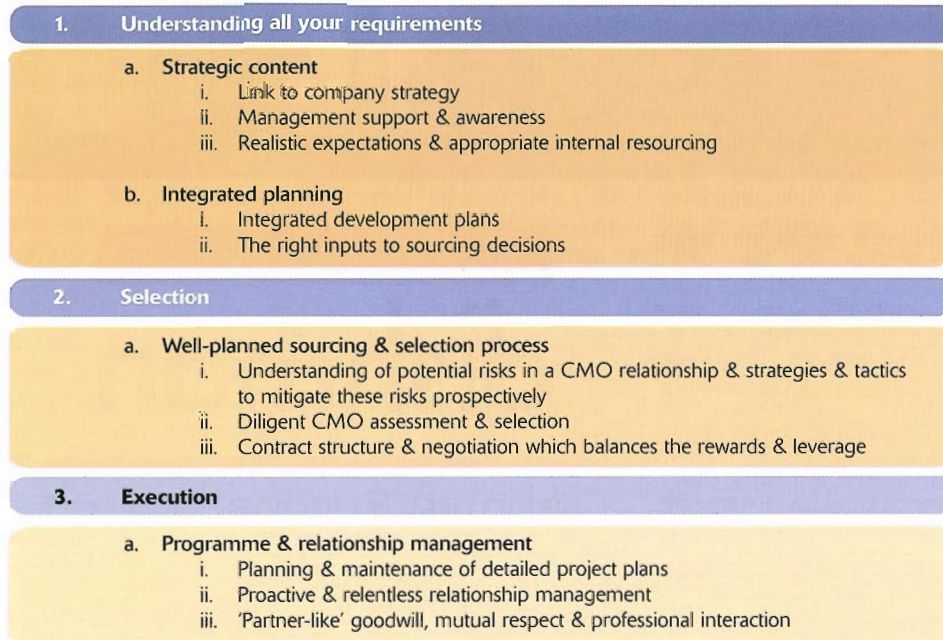 1. Understanding all your requirements
a. Strategic content
i. Link to company strategy
ii. Management support & awareness
iii. Realistic expectations & appropriate internal resourcing
b. Integrated planning
i. Integrated development plans
ii. The right inputs to sourcing decisions
2. Selection
a. Well-planned sourcing & selection process
i. Understanding of potential risks in a CMO relationship & strategies & tactics
to mitigate these risks prospectively
ii. Diligent CMO assessment & selection
iii. Contract structure & negotiation which balances the rewards & leverage
3. Execution
a. Programme & relationship management
i. Planning & maintenance of detailed project plans
ii. Proactive & relentless relationship management
iii. ‘Partner-like’ goodwill, mutual respect & professional interaction